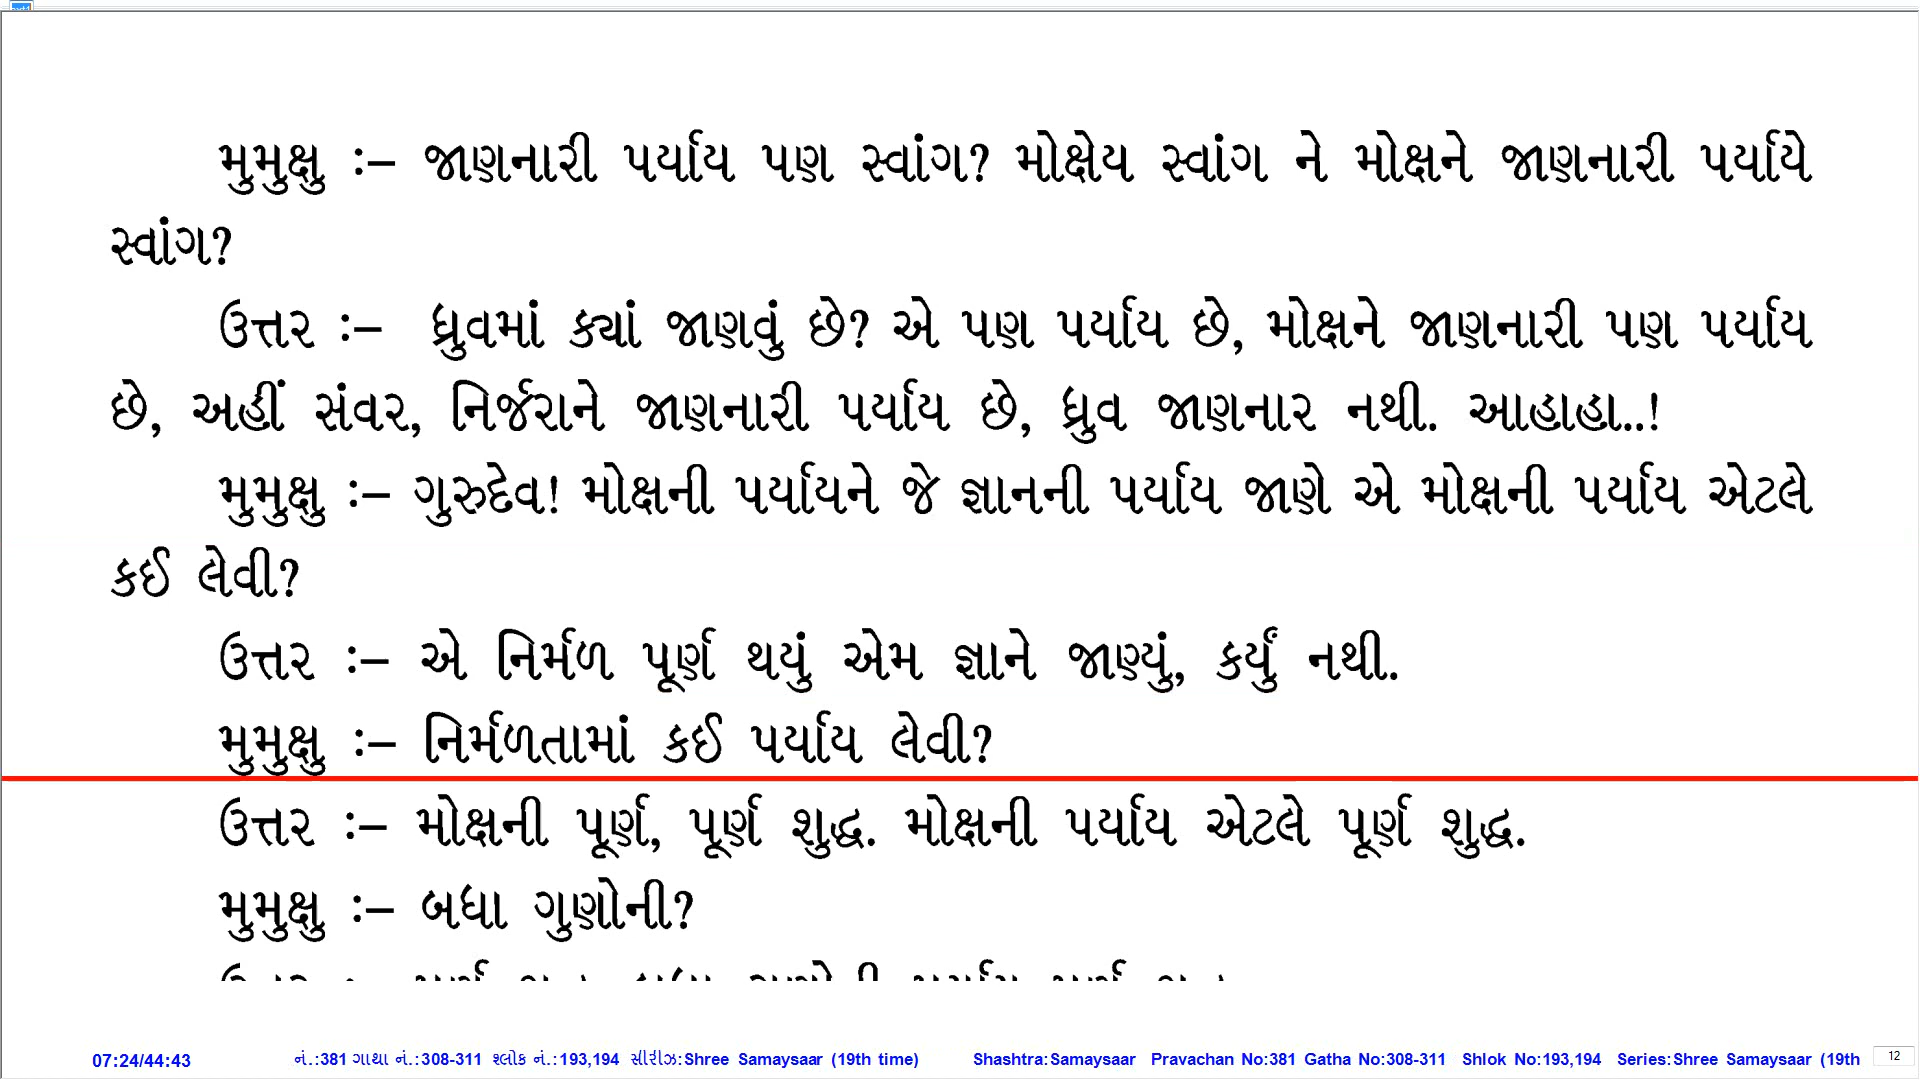 મુમુક્ષુ :– જાણનારી પર્યાય પણ સ્વાંગ? મોક્ષેય સ્વાંગ ને મોક્ષને જાણનારી પર્યાયે
સ્વાંગ?
ઉત્તર :– ધ્રુવમાં ક્યાં જાણવું છે? એ પણ પર્યાય છે, મોક્ષને જાણનારી પણ પર્યાય
છે, અહીં સંવર, નિર્જરાને જાણનારી પર્યાય છે, ધ્રુવ જાણનાર નથી. આહાહા..!
મુમુક્ષુ :– ગુરુદેવ! મોક્ષની પર્યાયને જે જ્ઞાનની પર્યાય જાણે એ મોક્ષની પર્યાય એટલે
કઈ લેવી?
ઉત્તર :– એ નિર્મળ પૂર્ણ થયું એમ જ્ઞાને જાણ્યું, કર્યું નથી.
મુમુક્ષુ :– નિર્મળતામાં કઈ પર્યાય લેવી?
ઉત્તર :– મોક્ષની પૂર્ણ, પૂર્ણ શુદ્ધ. મોક્ષની પર્યાય એટલે પૂર્ણ શુદ્ધ.
મુમુક્ષુ :– બધા ગુણોની?
07:24/44:43 નં.:381 ગાથા નં.:308-311 શ્લોક નં.:193,194 સીરીઝ:Shree Samaysaar (19th time) Shashtra:Samaysaar Pravachan No:381 Gatha No:308-311 Shlok No:193,194 Series:Shree Samaysaar (19th 12